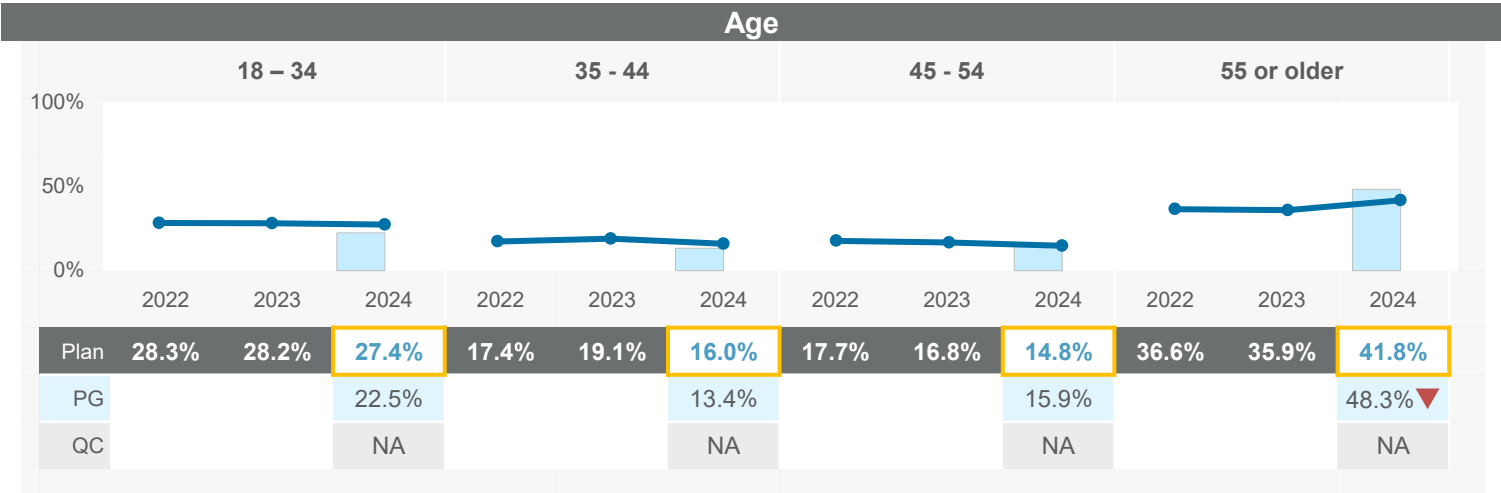 Age
18 – 34 35 - 44 45 - 54 55 or older
100%
50%
0%
2022 2023 2024 2022 2023 2024 2022 2023 2024 2022 2023 2024
Plan 28.3% 28.2% 27.4% 17.4% 19.1% 16.0% 17.7% 16.8% 14.8% 36.6% 35.9% 41.8%
PG 22.5% 13.4% 15.9% 48.3%
QC NA NA NA NA